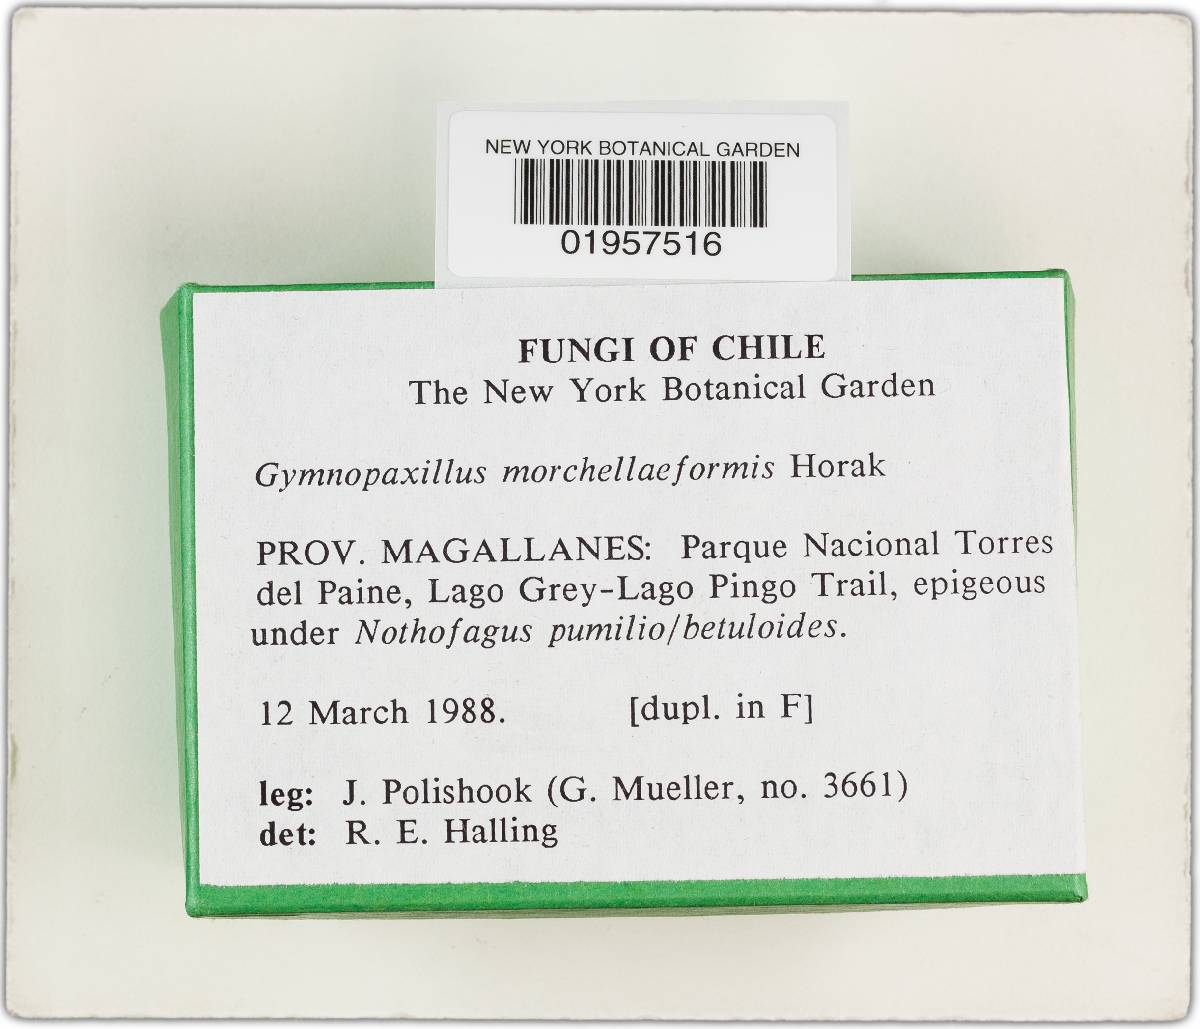 NEW YORK BOTANICAL GARDEN
01957516
FUNGI OF CHILE
The New York Botanical Garden
Gymnopaxillus morchellaeformis Horak
PROV. MAGALLANES: Parque Nacional Torres
del Paine, Lago Grey-Lago Pingo Trail, epigeous
under Nothofagus pumilio/betuloides.
12 March 1988. [dupl. in F]
leg: J. Polishook (G. Mueller, no. 3661)
det: R. E. Halling